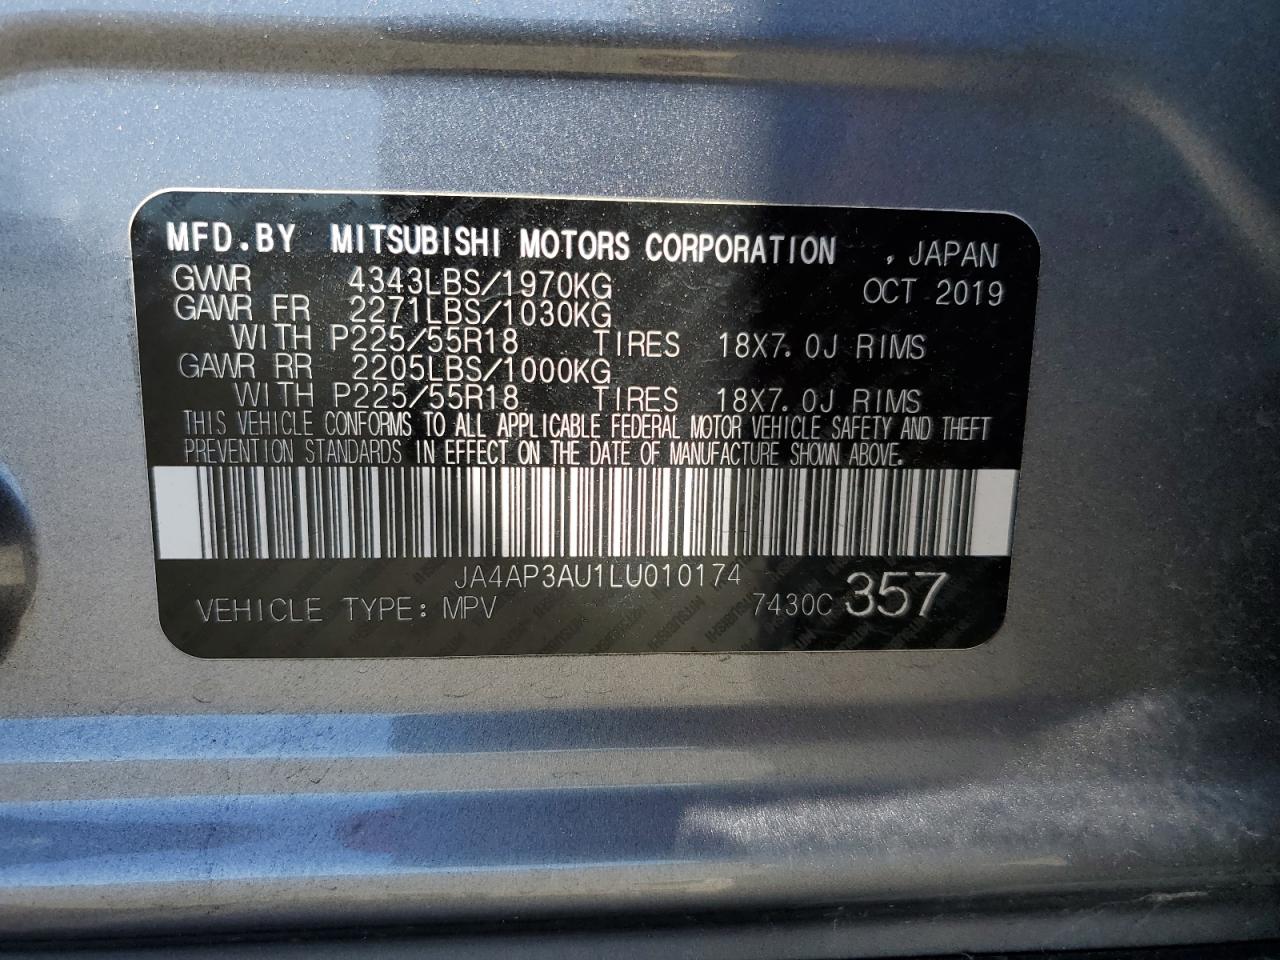 MFD.BY MITSUBISHI MOTORS CORPORATION , JAPAN
GVWR 4343LBS/1970KG OCT 2019
GAWR FR 2271LBS/1030KG
WITH P225/55R18 TIRES 18X7.0J RIMS
GAWR RR 2205LBS/1000KG
WITH P225/55R18 TIRES 18X7.0J RIMS
THIS VEHICLE CONFORMS TO ALL APPLICABLE FEDERAL MOTOR VEHICLE SAFETY AND THEFT
PREVENTION STANDARDS IN EFFECT ON THE DATE OF MANUFACTURE SHOWN ABOVE.
JA4AP3AU1LU010174
VEHICLE TYPE: MPV 7430C 357